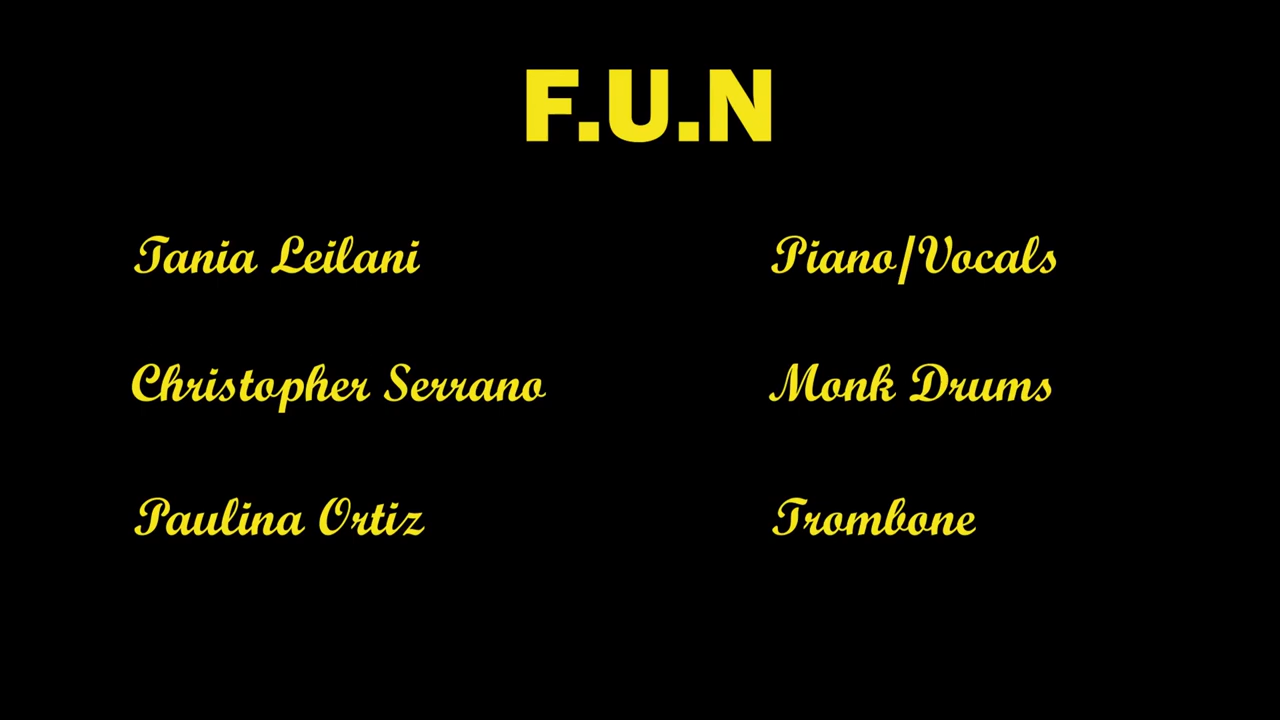 F.U.N
Tania Leilani Piano/Vocals
Christopher Serrano Monk Drums
Paulina Ortiz Trombone